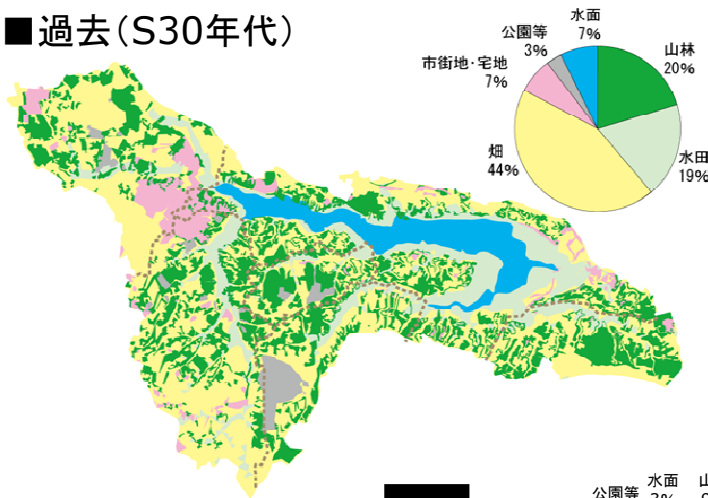 ■過去(S30年代)
水面
7%
公園等
3%
市街地・宅地
7%
山林
20%
畑
44%
水田
19%
水面
公園等